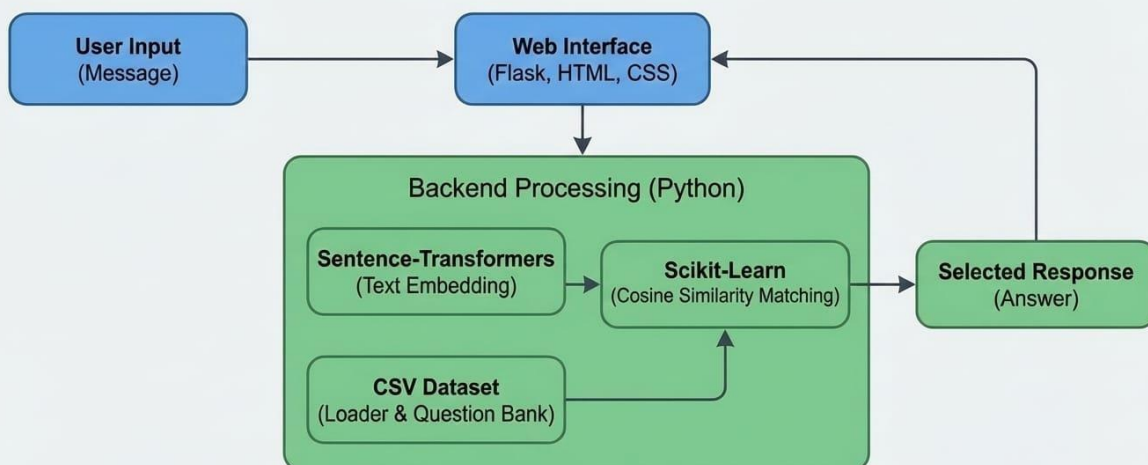 User Input
(Message)
Web Interface
(Flask, HTML, CSS)
Backend Processing (Python)
Sentence-Transformers
(Text Embedding)
Scikit-Learn
(Cosine Similarity Matching)
Selected Response
(Answer)
CSV Dataset
(Loader & Question Bank)